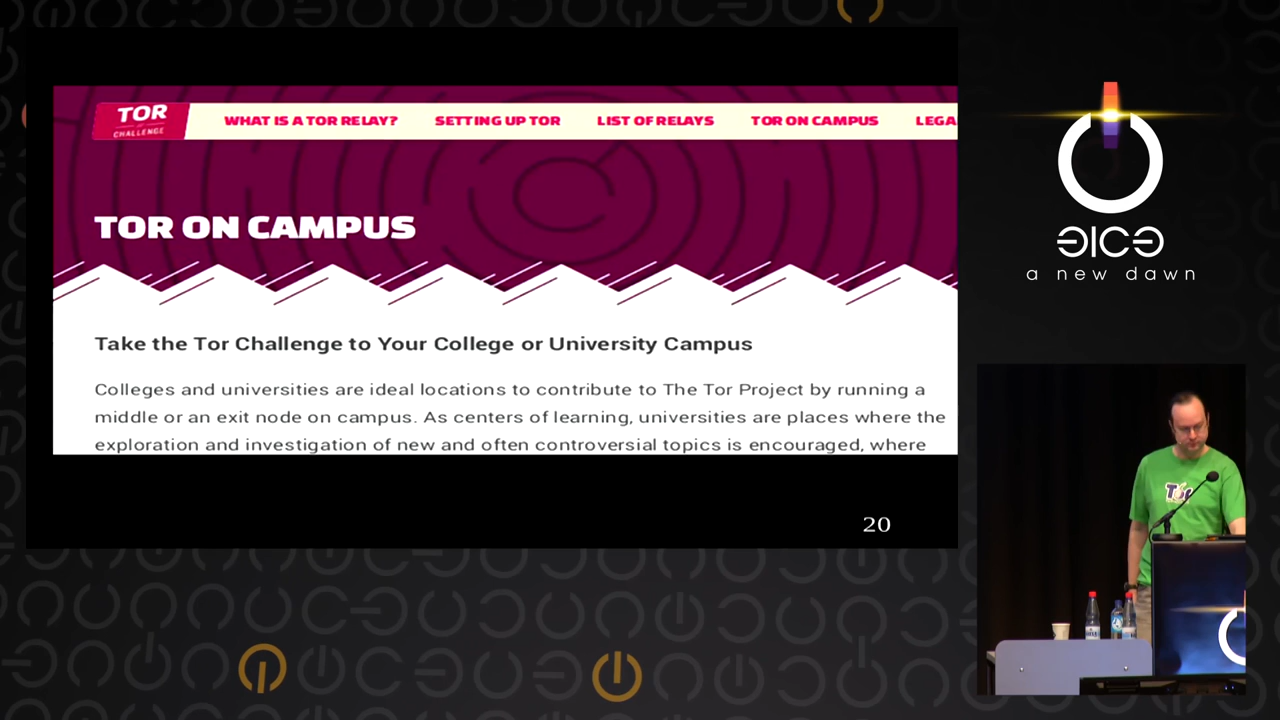 TOR
CHALLENGE
WHAT IS A TOR RELAY?
SETTING UP TOR
LIST OF RELAYS
TOR ON CAMPUS
LEGA
TOR ON CAMPUS
Take the Tor Challenge to Your College or University Campus
Colleges and universities are ideal locations to contribute to The Tor Project by running a
middle or an exit node on campus. As centers of learning, universities are places where the
exploration and investigation of new and often controversial topics is encouraged, where
20
a new dawn
Tor